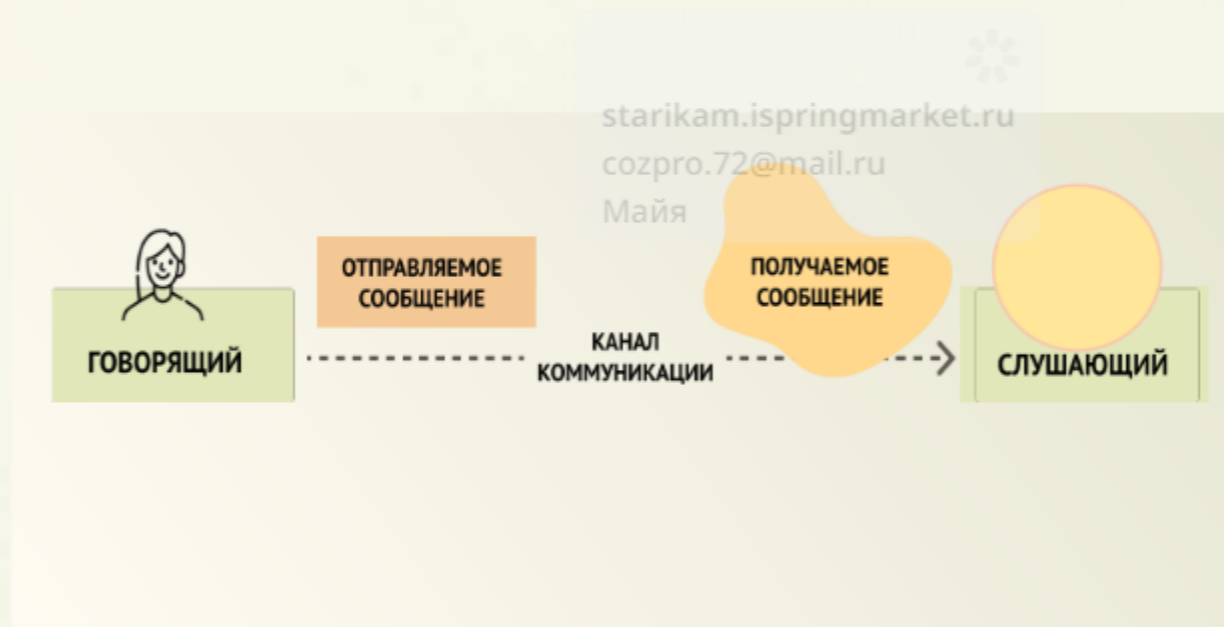 starikam.ispringmarket.ru
cozpro.72@mail.ru
Майя
ОТПРАВЛЯЕМОЕ
СООБЩЕНИЕ
ПОЛУЧАЕМОЕ
СООБЩЕНИЕ
КАНАЛ
КОММУНИКАЦИИ
ГОВОРЯЩИЙ
СЛУШАЮЩИЙ